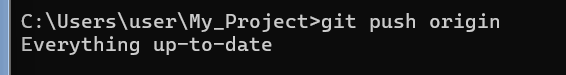 C:\Users\user\My_Project>git push origin
Everything up-to-date